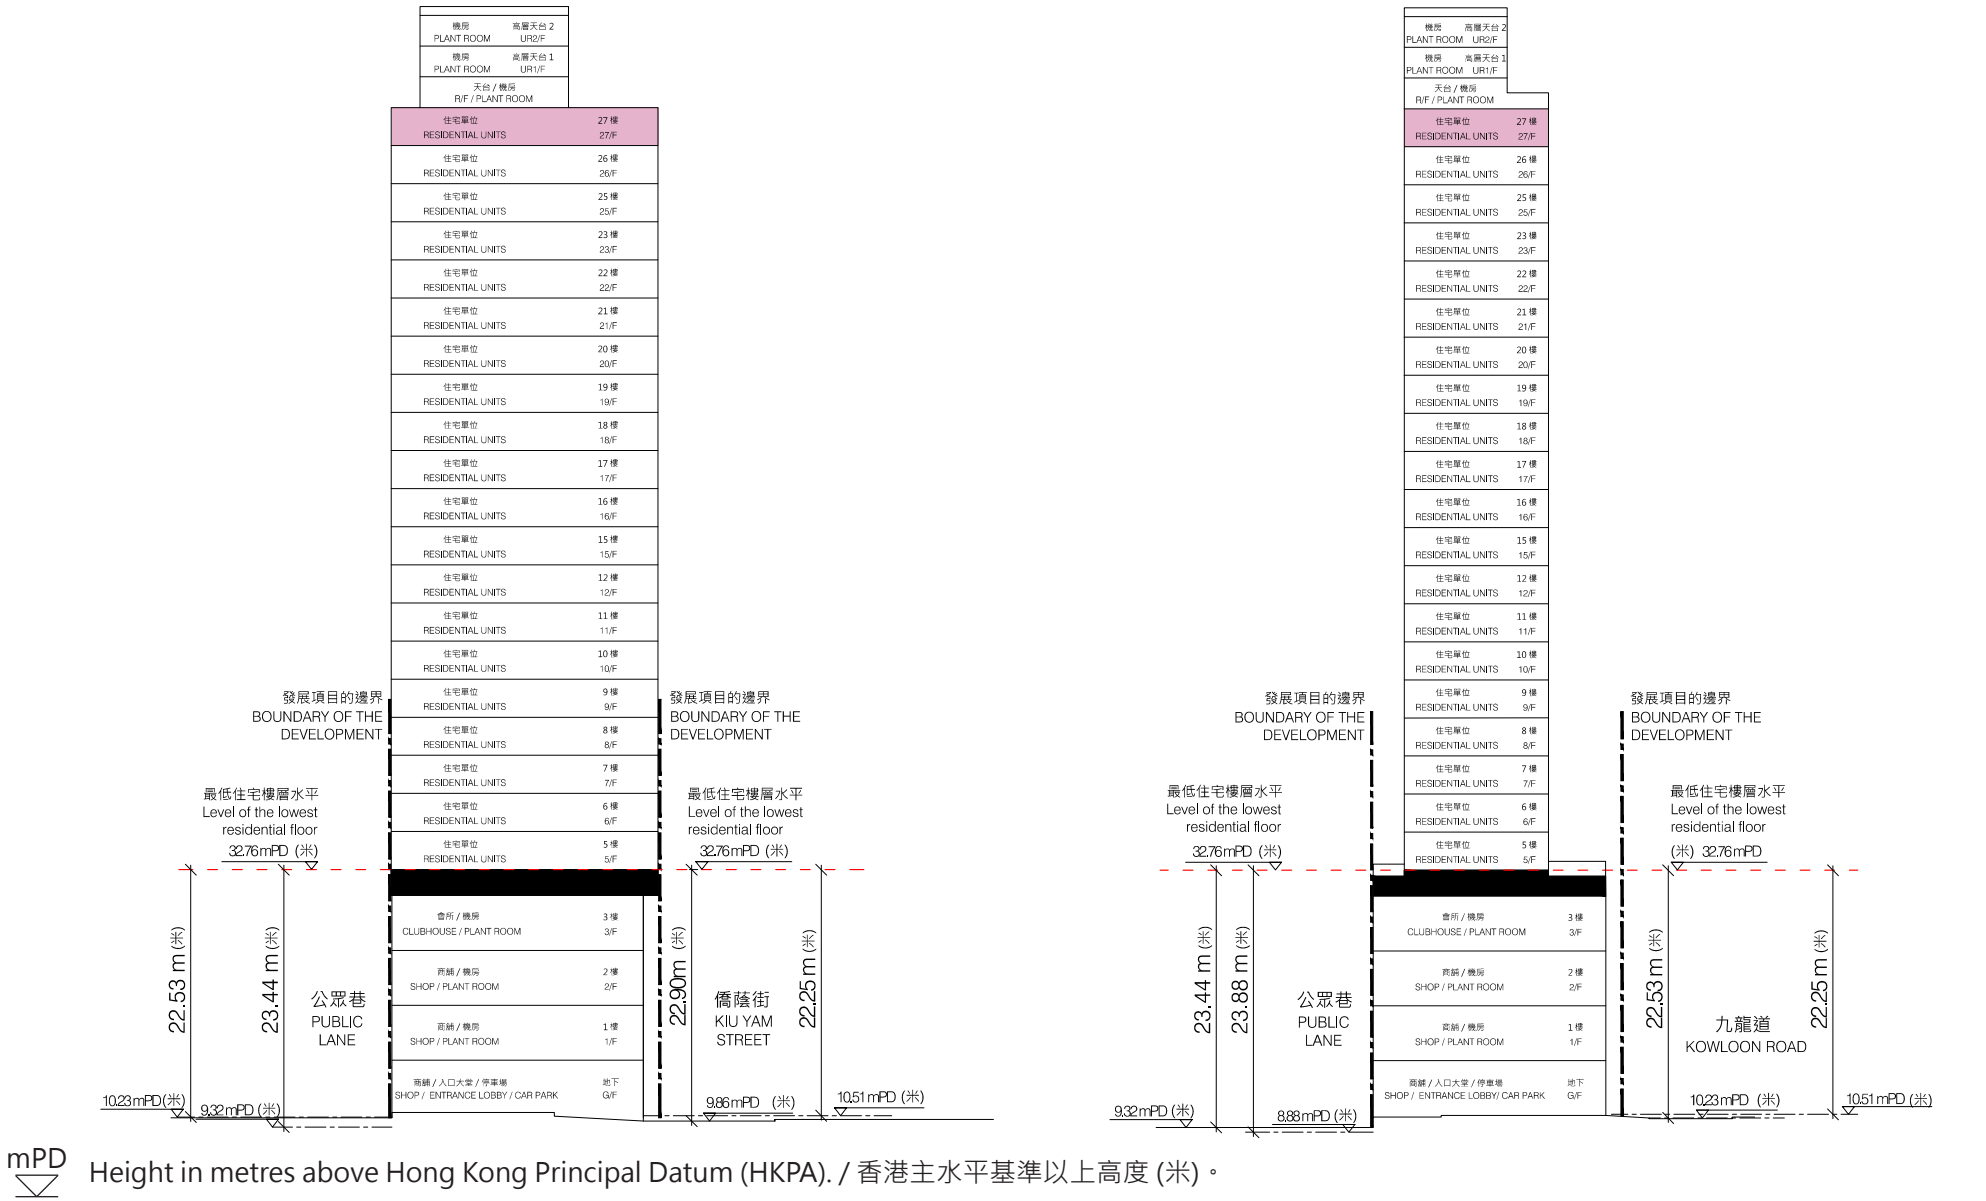 機房 高層天台 2
PLANT ROOM UR2/F
機房 高層天台 1
PLANT ROOM UR1/F
天台 / 機房
R/F / PLANT ROOM
住宅單位 27 樓
RESIDENTIAL UNITS 27/F
住宅單位 26 樓
RESIDENTIAL UNITS 26/F
住宅單位 25 樓
RESIDENTIAL UNITS 25/F
住宅單位 23 樓
RESIDENTIAL UNITS 23/F
住宅單位 22 樓
RESIDENTIAL UNITS 22/F
住宅單位 21 樓
RESIDENTIAL UNITS 21/F
住宅單位 20 樓
RESIDENTIAL UNITS 20/F
住宅單位 19 樓
RESIDENTIAL UNITS 19/F
住宅單位 18 樓
RESIDENTIAL UNITS 18/F
住宅單位 17 樓
RESIDENTIAL UNITS 17/F
住宅單位 16 樓
RESIDENTIAL UNITS 16/F
住宅單位 15 樓
RESIDENTIAL UNITS 15/F
住宅單位 12 樓
RESIDENTIAL UNITS 12/F
住宅單位 11 樓
RESIDENTIAL UNITS 11/F
住宅單位 10 樓
RESIDENTIAL UNITS 10/F
住宅單位 9 樓
RESIDENTIAL UNITS 9/F
住宅單位 8 樓
RESIDENTIAL UNITS 8/F
住宅單位 7 樓
RESIDENTIAL UNITS 7/F
住宅單位 6 樓
RESIDENTIAL UNITS 6/F
住宅單位 5 樓
RESIDENTIAL UNITS 5/F
會所 / 機房 3 樓
CLUBHOUSE / PLANT ROOM 3/F
商舖 / 機房 2 樓
SHOP / PLANT ROOM 2/F
商舖 / 機房 1 樓
SHOP / PLANT ROOM 1/F
商舖 / 入口大堂 / 停車場 地下
SHOP / ENTRANCE LOBBY / CAR PARK G/F
發展項目的邊界
BOUNDARY OF THE
DEVELOPMENT
最低住宅樓層水平
Level of the lowest
residential floor
32.76mPD (米)
22.53 m (米)
23.44 m (米)
公眾巷
PUBLIC
LANE
10.23mPD(米)
9.32mPD (米)
發展項目的邊界
BOUNDARY OF THE
DEVELOPMENT
最低住宅樓層水平
Level of the lowest
residential floor
32.76mPD (米)
22.90m (米)
僑蔭街
KIU YAM
STREET
22.25 m (米)
9.86mPD (米)
10.51mPD (米)
機房 高層天台 2
PLANT ROOM UR2/F
機房 高層天台 1
PLANT ROOM UR1/F
天台 / 機房
R/F / PLANT ROOM
住宅單位 27 樓
RESIDENTIAL UNITS 27/F
住宅單位 26 樓
RESIDENTIAL UNITS 26/F
住宅單位 25 樓
RESIDENTIAL UNITS 25/F
住宅單位 23 樓
RESIDENTIAL UNITS 23/F
住宅單位 22 樓
RESIDENTIAL UNITS 22/F
住宅單位 21 樓
RESIDENTIAL UNITS 21/F
住宅單位 20 樓
RESIDENTIAL UNITS 20/F
住宅單位 19 樓
RESIDENTIAL UNITS 19/F
住宅單位 18 樓
RESIDENTIAL UNITS 18/F
住宅單位 17 樓
RESIDENTIAL UNITS 17/F
住宅單位 16 樓
RESIDENTIAL UNITS 16/F
住宅單位 15 樓
RESIDENTIAL UNITS 15/F
住宅單位 12 樓
RESIDENTIAL UNITS 12/F
住宅單位 11 樓
RESIDENTIAL UNITS 11/F
住宅單位 10 樓
RESIDENTIAL UNITS 10/F
住宅單位 9 樓
RESIDENTIAL UNITS 9/F
住宅單位 8 樓
RESIDENTIAL UNITS 8/F
住宅單位 7 樓
RESIDENTIAL UNITS 7/F
住宅單位 6 樓
RESIDENTIAL UNITS 6/F
住宅單位 5 樓
RESIDENTIAL UNITS 5/F
會所 / 機房 3 樓
CLUBHOUSE / PLANT ROOM 3/F
商舖 / 機房 2 樓
SHOP / PLANT ROOM 2/F
商舖 / 機房 1 樓
SHOP / PLANT ROOM 1/F
商舖 / 入口大堂 / 停車場 地下
SHOP / ENTRANCE LOBBY/ CAR PARK G/F
發展項目的邊界
BOUNDARY OF THE
DEVELOPMENT
最低住宅樓層水平
Level of the lowest
residential floor
32.76mPD (米)
23.44 m (米)
23.88 m (米)
公眾巷
PUBLIC
LANE
9.32mPD (米)
8.88mPD (米)
發展項目的邊界
BOUNDARY OF THE
DEVELOPMENT
最低住宅樓層水平
Level of the lowest
residential floor
(米) 32.76mPD
22.53 m (米)
九龍道
KOWLOON ROAD
22.25 m (米)
10.23mPD (米)
10.51mPD (米)
mPD Height in metres above Hong Kong Principal Datum (HKPA). / 香港主水平基準以上高度 (米)。